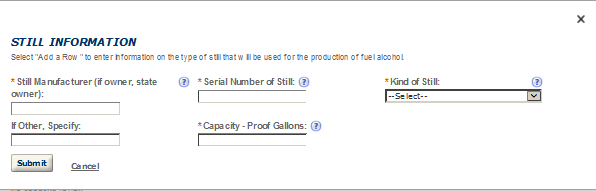 STILL INFORMATION
Select "Add a Row " to enter information on the type of still that will be used for the production of fuel alcohol.
* Still Manufacturer (if owner, state owner): ? * Serial Number of Still: ? * Kind of Still: ?
--Select--
If Other, Specify: * Capacity - Proof Gallons: ?
Submit Cancel